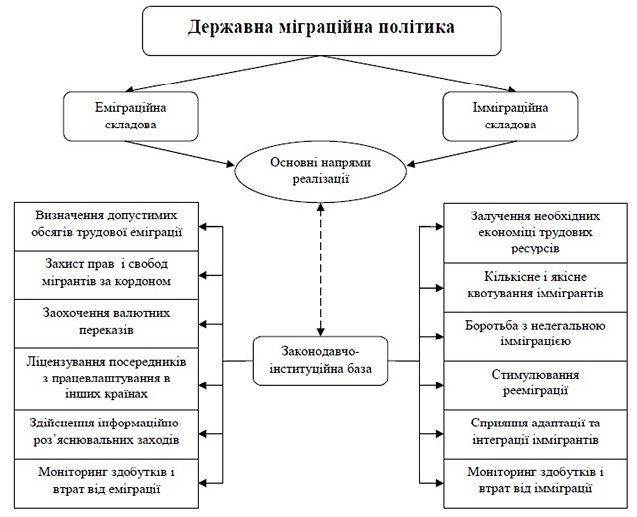 Державна міграційна політика
Еміграційна
складова
Імміграційна
складова
Основні напрями
реалізації
Визначення допустимих
обсягів трудової еміграції
Захист прав і свобод
мігрантів за кордоном
Заохочення валютних
переказів
Ліцензування посередників
з працевлаштування в
інших країнах
Здійснення інформаційно
роз’яснювальних заходів
Моніторинг здобутків і
втрат від еміграції
Законодавчо-
інституційна база
Залучення необхідних
економіці трудових
ресурсів
Кількісне і якісне
квотування іммігрантів
Боротьба з нелегальною
імміграцією
Стимулювання
рееміграції
Сприяння адаптації та
інтеграції іммігрантів
Моніторинг здобутків і
втрат від імміграції